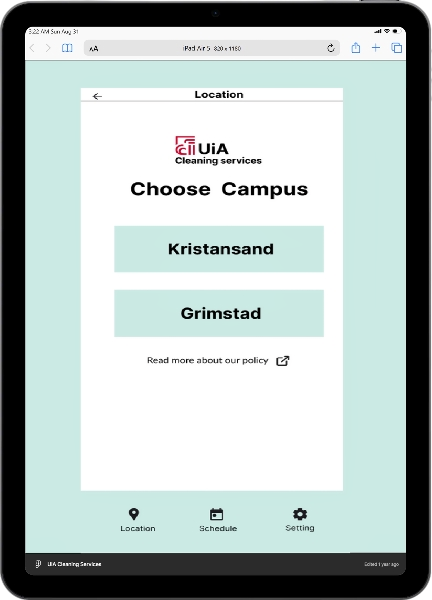 3:22 AM Sun Aug 31
AA
iPad Air 5 820 x 1180
Location
UiA
Cleaning services
Choose Campus
Kristansand
Grimstad
Read more about our policy
Location
Schedule
Setting
UiA Cleaning Services
Edited 1 year ago